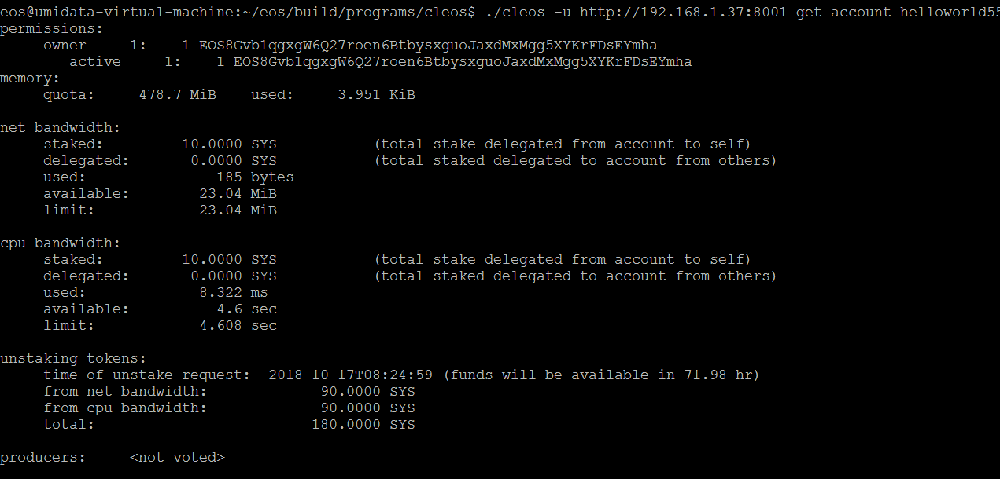 eos@umidata-virtual-machine:~/eos/build/programs/cleos$ ./cleos -u http://192.168.1.37:8001 get account helloworld55
permissions:
     owner     1:    1 EOS8Gvb1qgxgW6Q27roen6BtbysxguoJaxdMxMgg5XYKrFDsEYmha
        active     1:    1 EOS8Gvb1qgxgW6Q27roen6BtbysxguoJaxdMxMgg5XYKrFDsEYmha
memory:
     quota:     478.7 MiB    used:     3.951 KiB

net bandwidth:
     staked:         10.0000 SYS           (total stake delegated from account to self)
     delegated:       0.0000 SYS           (total staked delegated to account from others)
     used:               185 bytes
     available:        23.04 MiB
     limit:            23.04 MiB

cpu bandwidth:
     staked:         10.0000 SYS           (total stake delegated from account to self)
     delegated:       0.0000 SYS           (total staked delegated to account from others)
     used:             8.322 ms
     available:          4.6 sec
     limit:            4.608 sec

unstaking tokens:
     time of unstake request:  2018-10-17T08:24:59 (funds will be available in 71.98 hr)
     from net bandwidth:             90.0000 SYS
     from cpu bandwidth:             90.0000 SYS
     total:                         180.0000 SYS

producers:     <not voted>